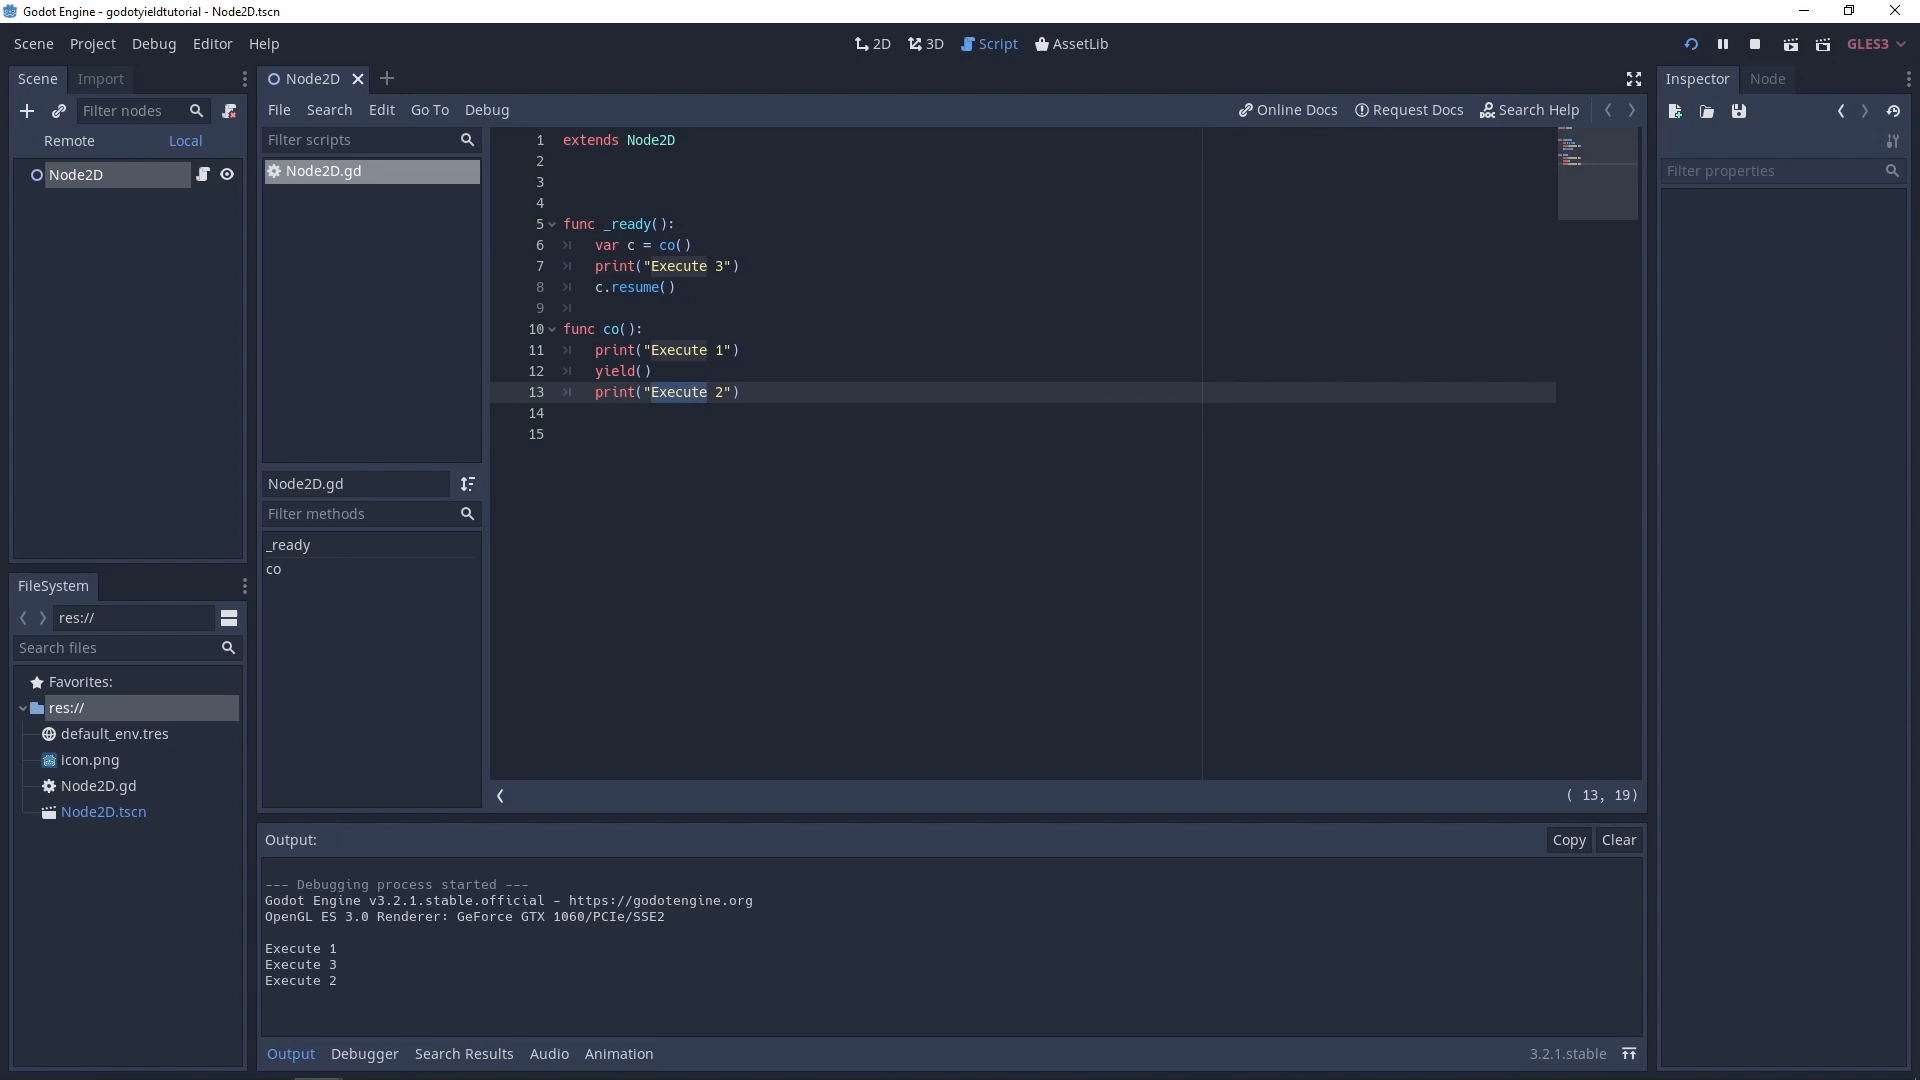 Godot Engine - godotyieldtutorial - Node2D.tscn
Scene Project Debug Editor Help
2D 3D Script AssetLib
GLES3
Scene Import
Filter nodes
Remote Local
Node2D
FileSystem
res://
Search files
Favorites:
res://
default_env.tres
icon.png
Node2D.gd
Node2D.tscn
Node2D
File Search Edit Go To Debug
Online Docs Request Docs Search Help
Filter scripts
Node2D.gd
Node2D.gd
Filter methods
_ready
co
1 extends Node2D
2
3
4
5 func _ready():
6 var c = co()
7 print("Execute 3")
8 c.resume()
9
10 func co():
11 print("Execute 1")
12 yield()
13 print("Execute 2")
14
15
( 13, 19)
Output:
Copy Clear
--- Debugging process started ---
Godot Engine v3.2.1.stable.official - https://godotengine.org
OpenGL ES 3.0 Renderer: GeForce GTX 1060/PCIe/SSE2
Execute 1
Execute 3
Execute 2
Output Debugger Search Results Audio Animation
3.2.1.stable
Inspector Node
Filter properties